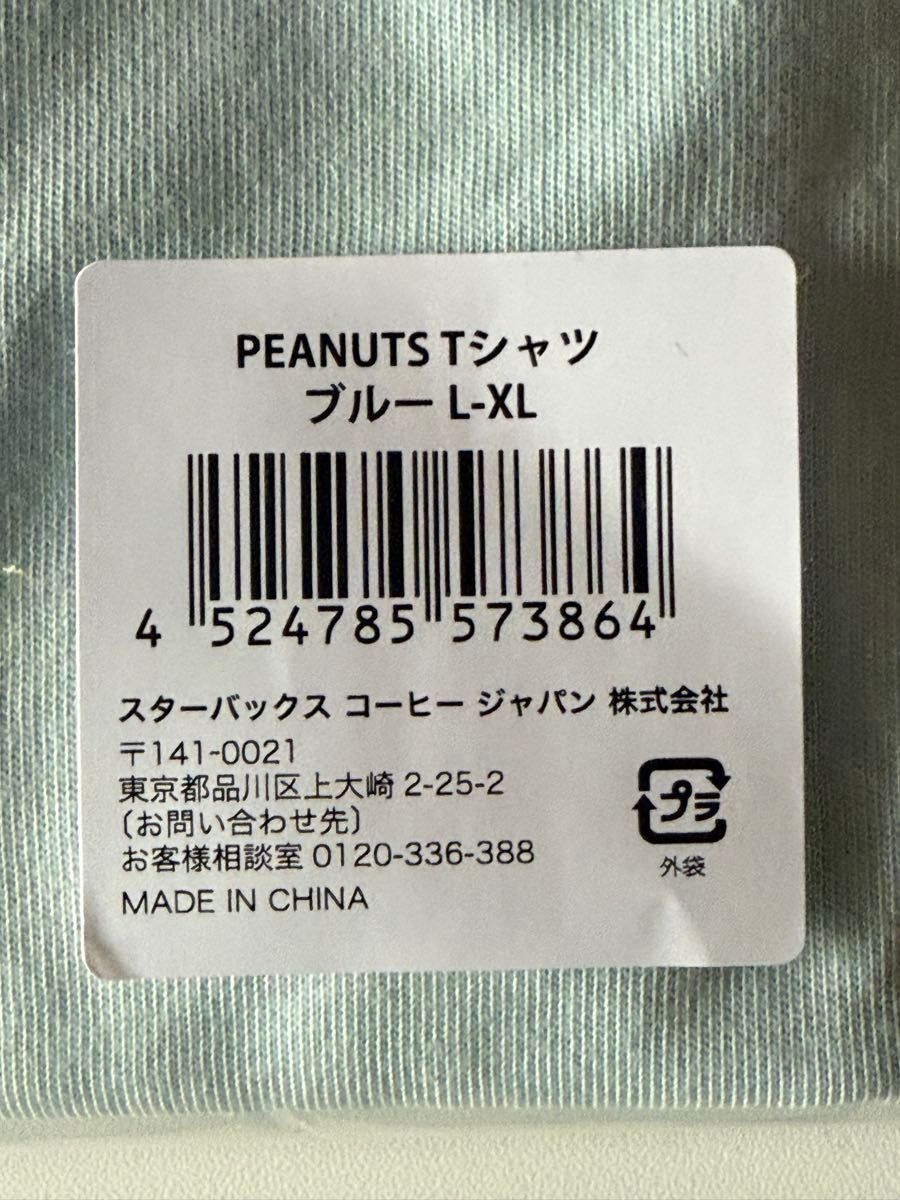 PEANUTS Tシャツ
ブルー L-XL
4 524785 573864
スターバックス コーヒー ジャパン 株式会社
〒141-0021
東京都品川区上大崎 2-25-2
〔お問い合わせ先〕
お客様相談室 0120-336-388
MADE IN CHINA
プラ
外袋